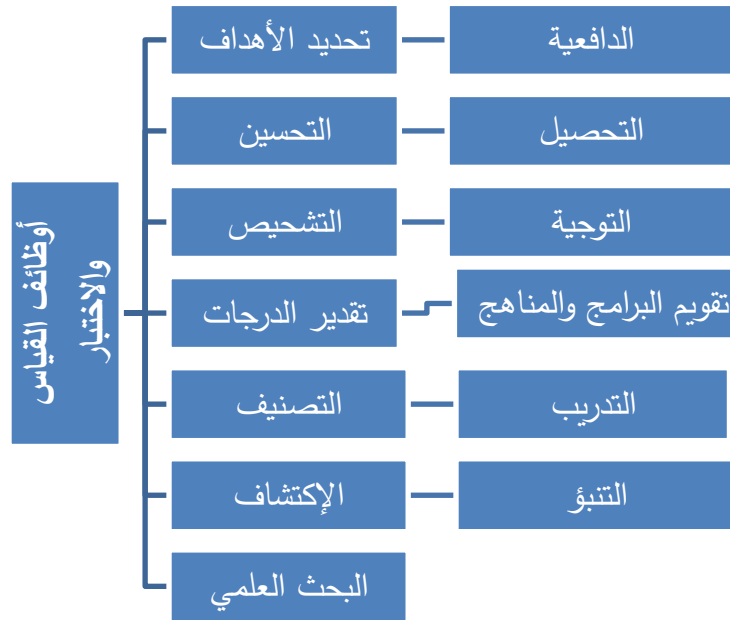 أوظائف القياس
والاختبار
تحديد الأهداف
الدافعية
التحسين
التحصيل
التشحيص
التوجية
تقدير الدرجات
تقويم البرامج والمناهج
التصنيف
التدريب
الإكتشاف
التنبؤ
البحث العلمي